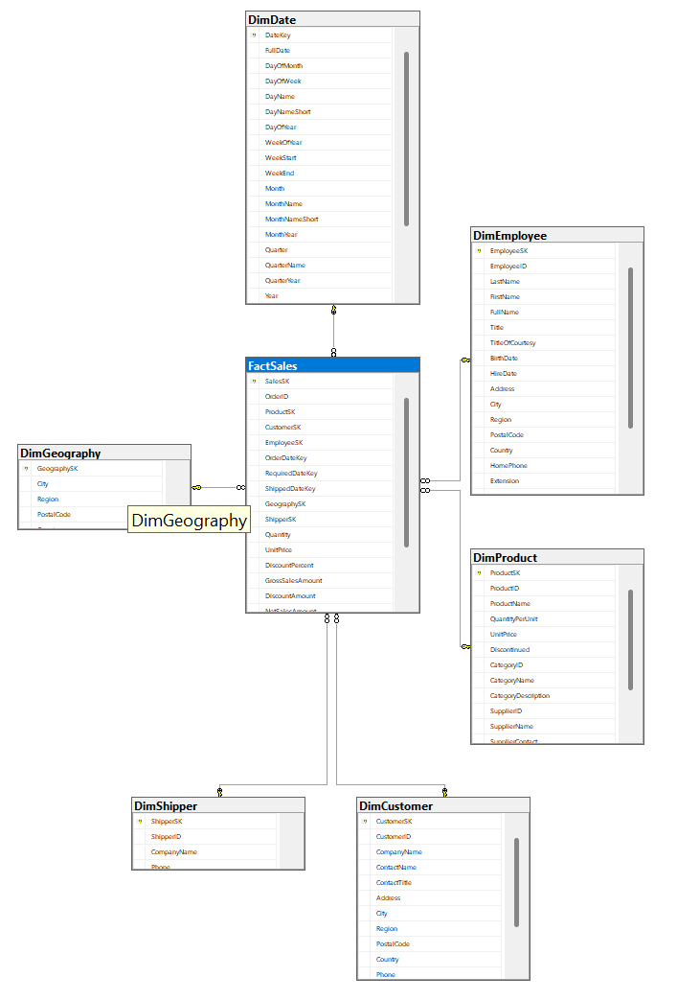 DimDate
DateKey
FullDate
DayOfMonth
DayOfWeek
DayName
DayNameShort
DayOfYear
WeekOfYear
WeekStart
WeekEnd
Month
MonthName
MonthNameShort
MonthYear
Quarter
QuarterName
QuarterYear
Year
DimEmployee
EmployeeSK
EmployeeID
LastName
FirstName
FullName
Title
TitleOfCourtesy
BirthDate
HireDate
Address
City
Region
PostalCode
Country
HomePhone
Extension
FactSales
SalesSK
OrderID
ProductSK
CustomerSK
EmployeeSK
OrderDateKey
RequiredDateKey
ShippedDateKey
GeographySK
ShipperSK
Quantity
UnitPrice
DiscountPercent
GrossSalesAmount
DiscountAmount
NetSalesAmount
DimGeography
GeographySK
City
Region
PostalCode
DimGeography
DimProduct
ProductSK
ProductID
ProductName
QuantityPerUnit
UnitPrice
Discontinued
CategoryID
CategoryName
CategoryDescription
SupplierID
SupplierName
SupplierContact
DimShipper
ShipperSK
ShipperID
CompanyName
Phone
DimCustomer
CustomerSK
CustomerID
CompanyName
ContactName
ContactTitle
Address
City
Region
PostalCode
Country
Phone